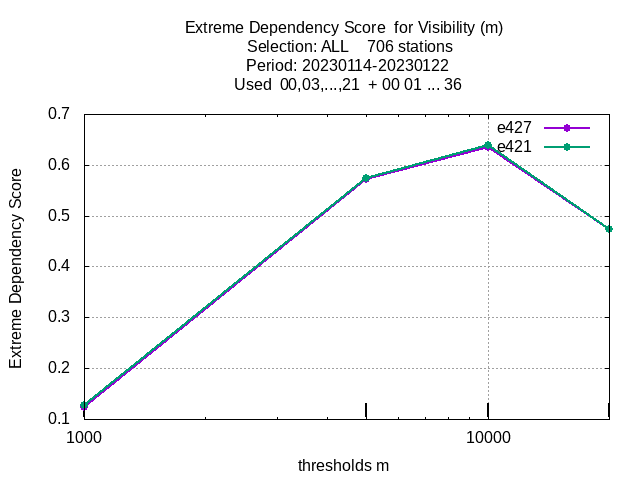 Extreme Dependency Score  for Visibility (m)
Selection: ALL    706 stations
Period: 20230114-20230122
Used  00,03,...,21  + 00 01 ... 36
0.7
0.6
0.5
0.4
0.3
0.2
0.1
Extreme Dependency Score
e427
e421
1000
10000
thresholds m